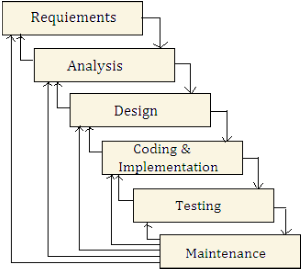 Requiements
Analysis
Design
Coding &
Implementation
Testing
Maintenance